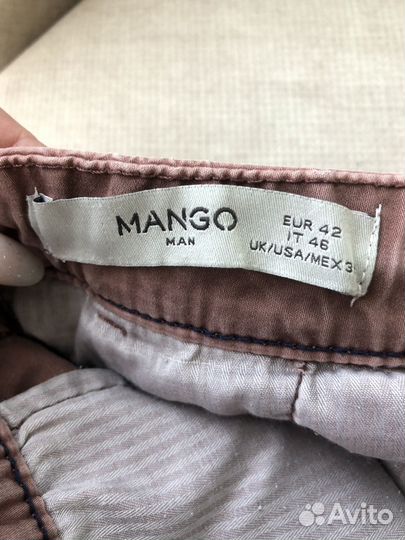 MANGO
MAN
EUR 42
IT 46
UK/USA/MEX 3
Avito